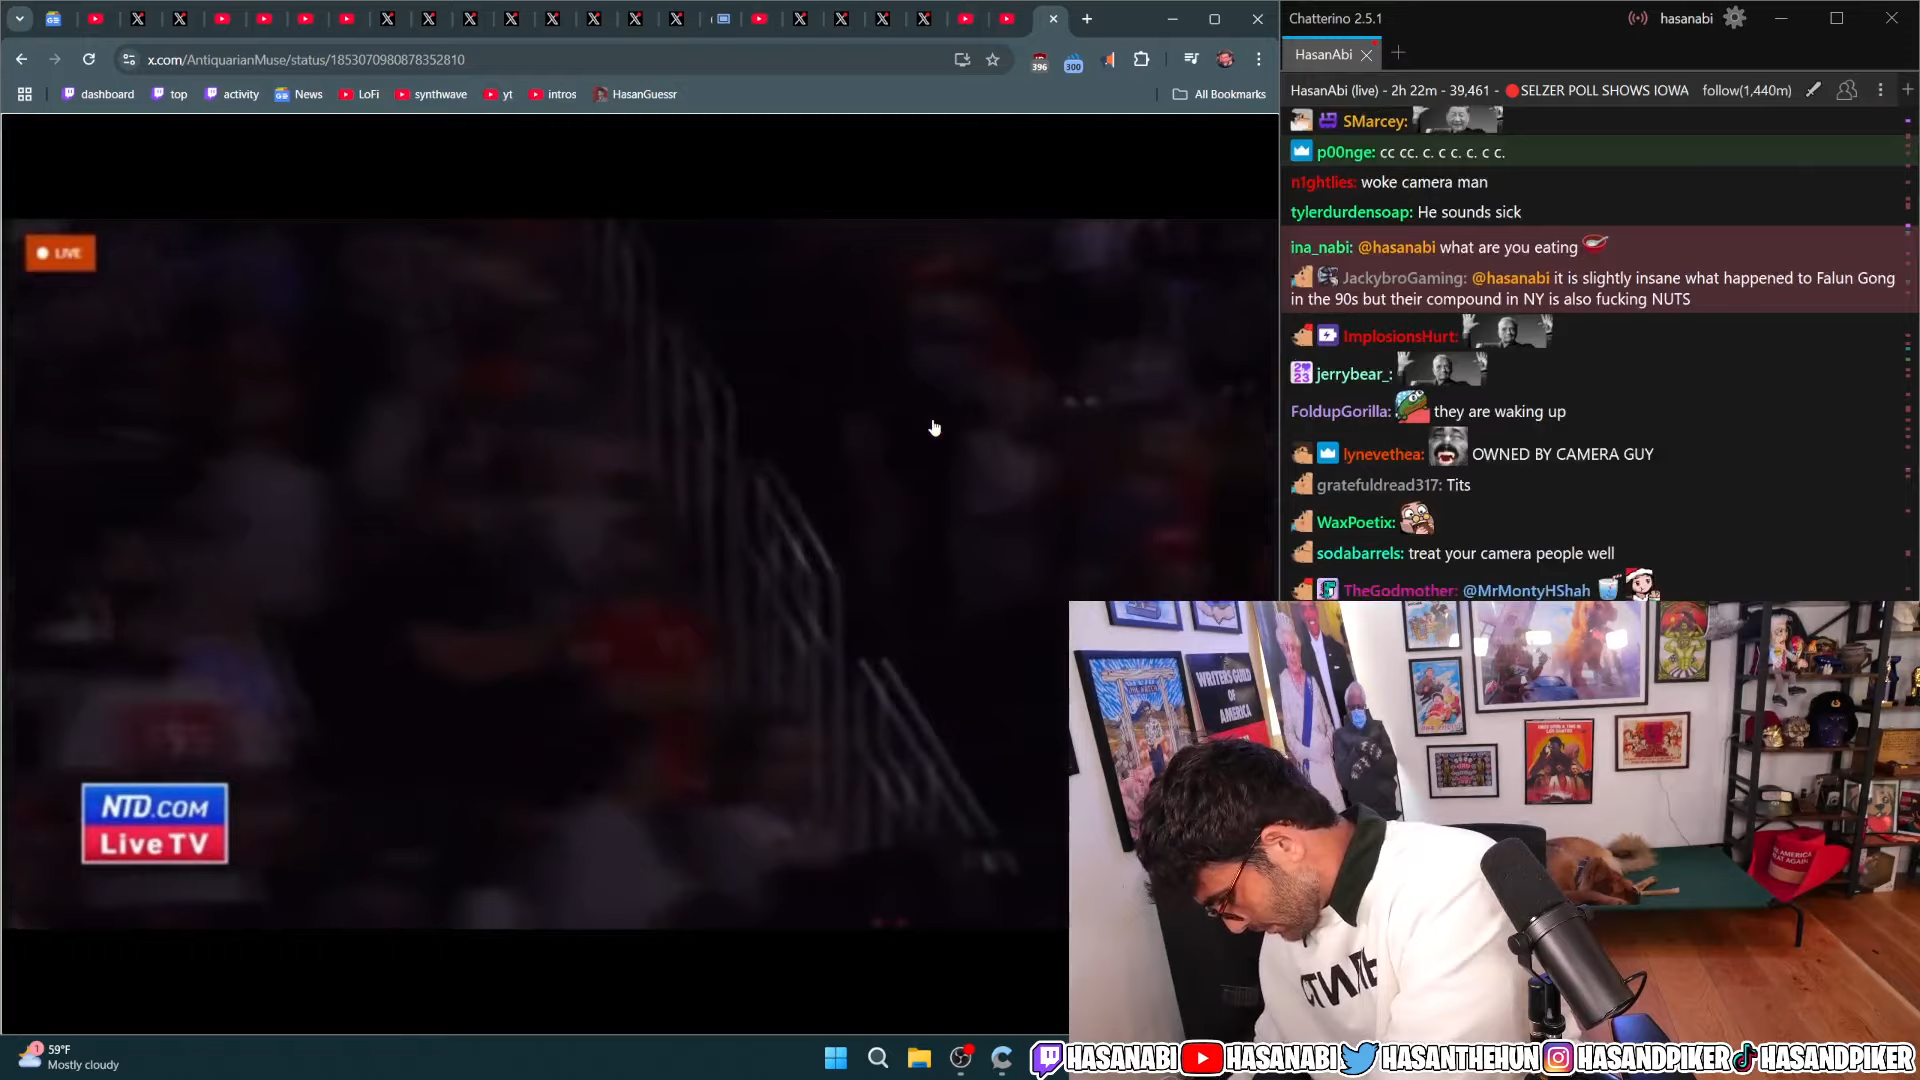 x.com/AntiquarianMuse/status/1853070980878352810
396
300
dashboard
top
activity
News
LoFi
synthwave
yt
intros
HasanGuessr
All Bookmarks
LIVE
NTD.COM
Live TV
Chatterino 2.5.1
hasanabi
HasanAbi
HasanAbi (live) - 2h 22m - 39,461 - 🔴SELZER POLL SHOWS IOWA
follow(1,440m)
SMarcey:
p00nge: cc cc. c. c c. c. c c.
n1ghtlies: woke camera man
tylerdurdensoap: He sounds sick
ina_nabi: @hasanabi what are you eating
JackybroGaming: @hasanabi it is slightly insane what happened to Falun Gong
in the 90s but their compound in NY is also fucking NUTS
ImplosionsHurt:
jerrybear_:
FoldupGorilla: they are waking up
lynevethea: OWNED BY CAMERA GUY
gratefuldread317: Tits
WaxPoetix:
sodabarrels: treat your camera people well
TheGodmother: @MrMontyHShah
WRITERS GUILD
OF
AMERICA
1
59°F
Mostly cloudy
HASANABI
HASANABI
HASANTHEHUN
HASANDPIKER
HASANDPIKER